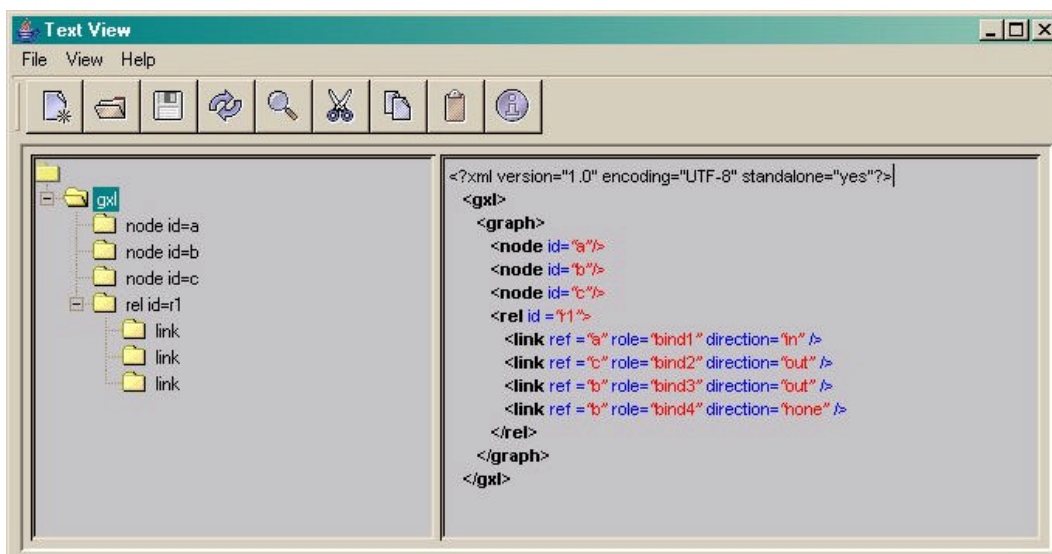 Text View
File View Help
gxl
node id=a
node id=b
node id=c
rel id=r1
link
link
link
<?xml version="1.0" encoding="UTF-8" standalone="yes"?>
<gxl>
<graph>
<node id="a"/>
<node id="b"/>
<node id="c"/>
<rel id ="r1">
<link ref ="a" role="bind1" direction="in" />
<link ref ="c" role="bind2" direction="out" />
<link ref ="b" role="bind3" direction="out" />
<link ref ="b" role="bind4" direction="none" />
</rel>
</graph>
</gxl>